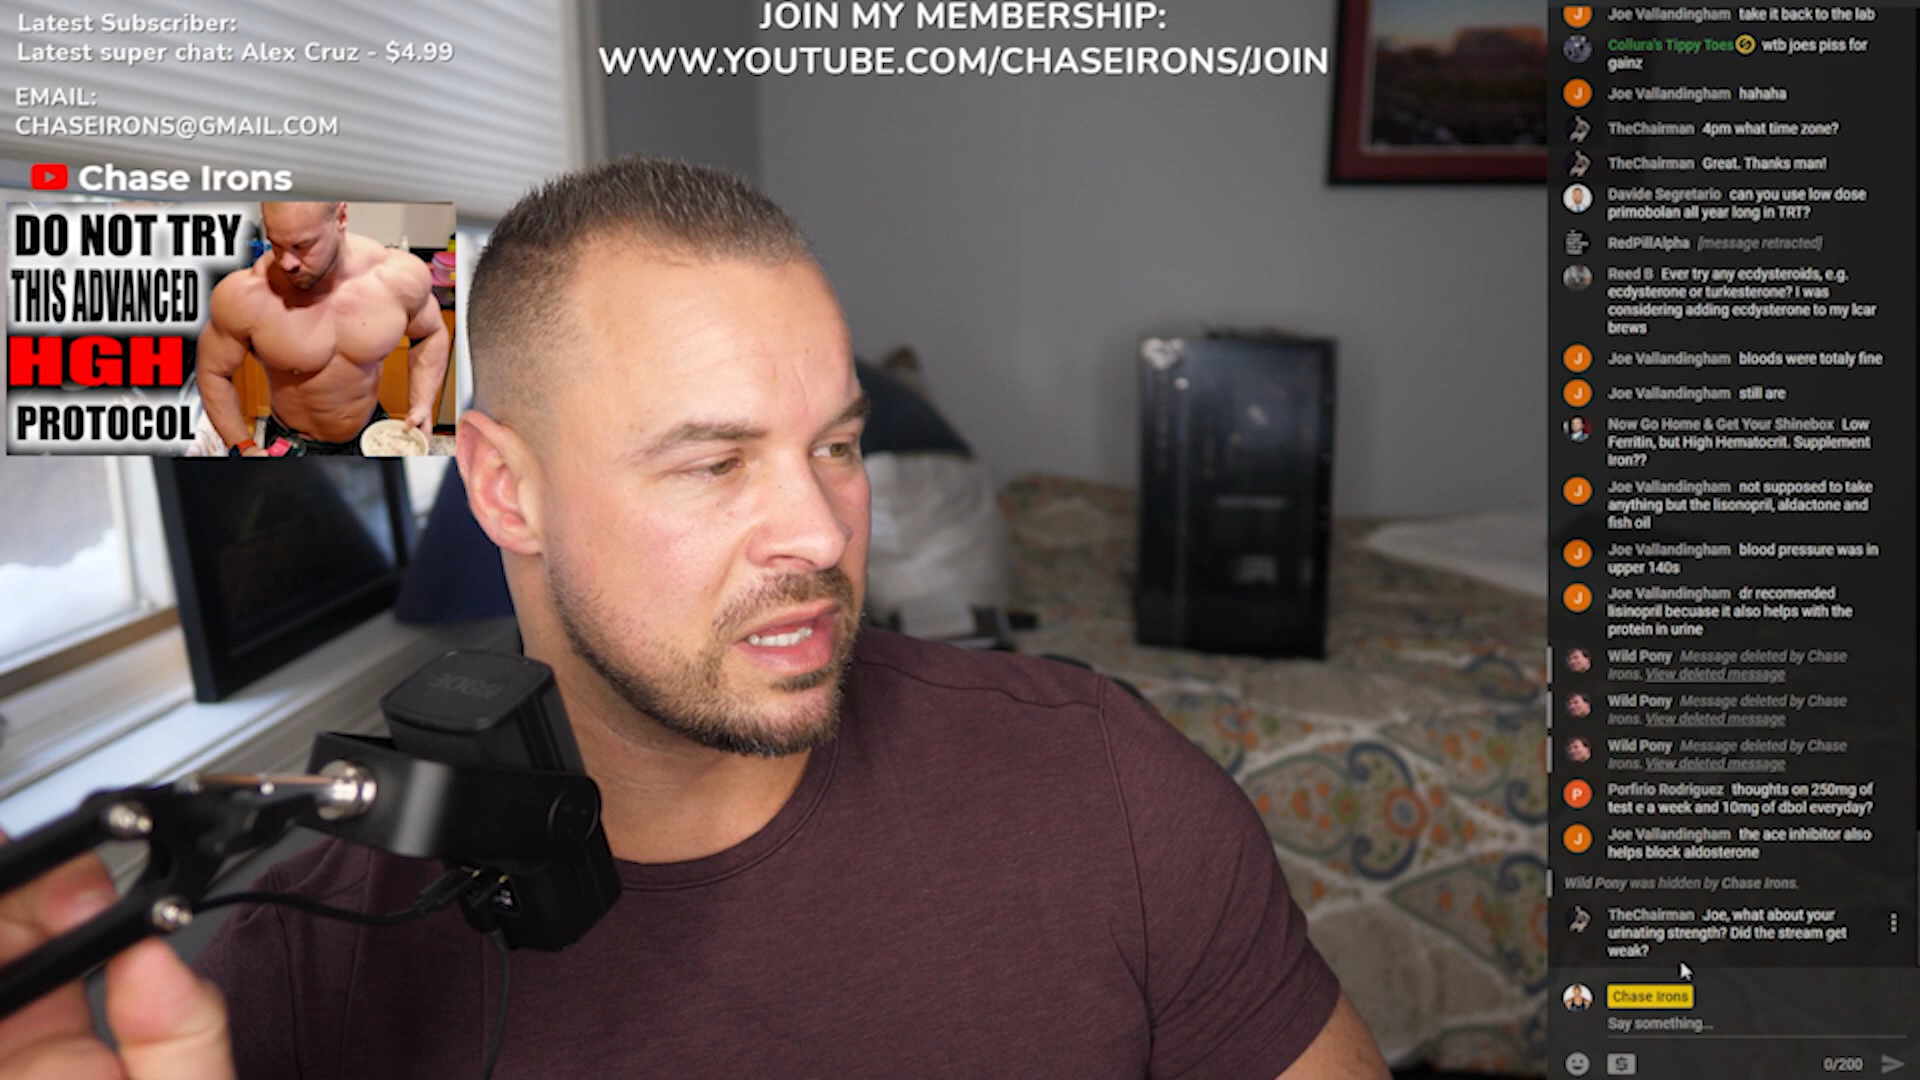 Latest Subscriber:
Latest super chat: Alex Cruz - $4.99
EMAIL:
CHASEIRONS@GMAIL.COM
Chase Irons
DO NOT TRY
THIS ADVANCED
HGH
PROTOCOL
JOIN MY MEMBERSHIP:
WWW.YOUTUBE.COM/CHASEIRONS/JOIN
RODE
J Joe Vallandingham take it back to the lab
Collura's Tippy Toes wtb joes piss for
gainz
J Joe Vallandingham hahaha
TheChairman 4pm what time zone?
TheChairman Great. Thanks man!
Davide Segretario can you use low dose
primobolan all year long in TRT?
RedPillAlpha [message retracted]
Reed B Ever try any ecdysteroids, e.g.
ecdysterone or turkesterone? I was
considering adding ecdysterone to my lcar
brews
J Joe Vallandingham bloods were totaly fine
J Joe Vallandingham still are
Now Go Home & Get Your Shinebox Low
Ferritin, but High Hematocrit. Supplement
Iron??
J Joe Vallandingham not supposed to take
anything but the lisonopril, aldactone and
fish oil
J Joe Vallandingham blood pressure was in
upper 140s
J Joe Vallandingham dr recomended
lisinopril becuase it also helps with the
protein in urine
Wild Pony Message deleted by Chase
Irons. View deleted message
Wild Pony Message deleted by Chase
Irons. View deleted message
Wild Pony Message deleted by Chase
Irons. View deleted message
P Porfirio Rodriguez thoughts on 250mg of
test e a week and 10mg of dbol everyday?
J Joe Vallandingham the ace inhibitor also
helps block aldosterone
Wild Pony was hidden by Chase Irons.
TheChairman Joe, what about your
urinating strength? Did the stream get
weak?
Chase Irons
Say something...
0/200